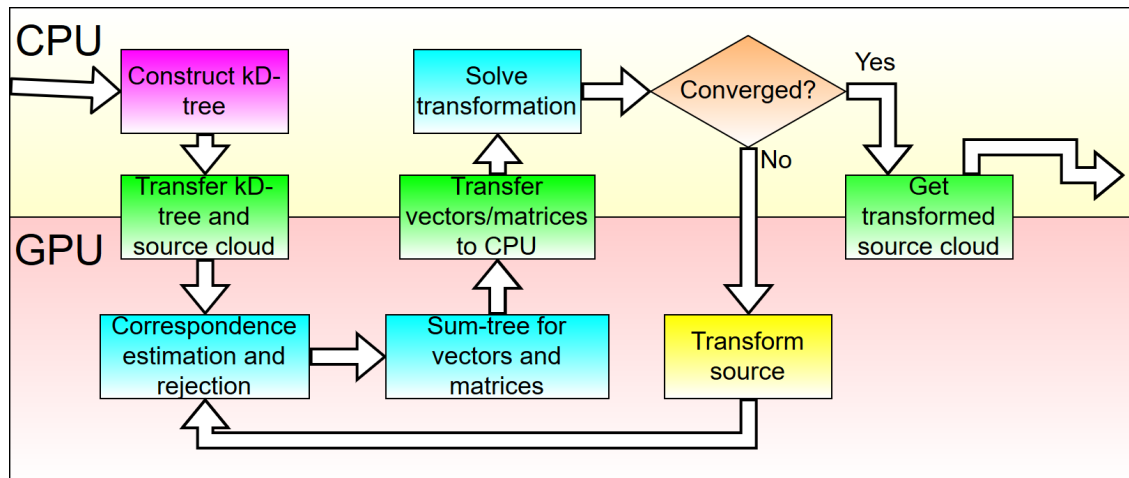 CPU
Construct kD-
tree
Transfer kD-
tree and
source cloud
GPU
Correspondence
estimation and
rejection
Sum-tree for
vectors and
matrices
Transfer
vectors/matrices
to CPU
Solve
transformation
Converged?
Yes
No
Get
transformed
source cloud
Transform
source